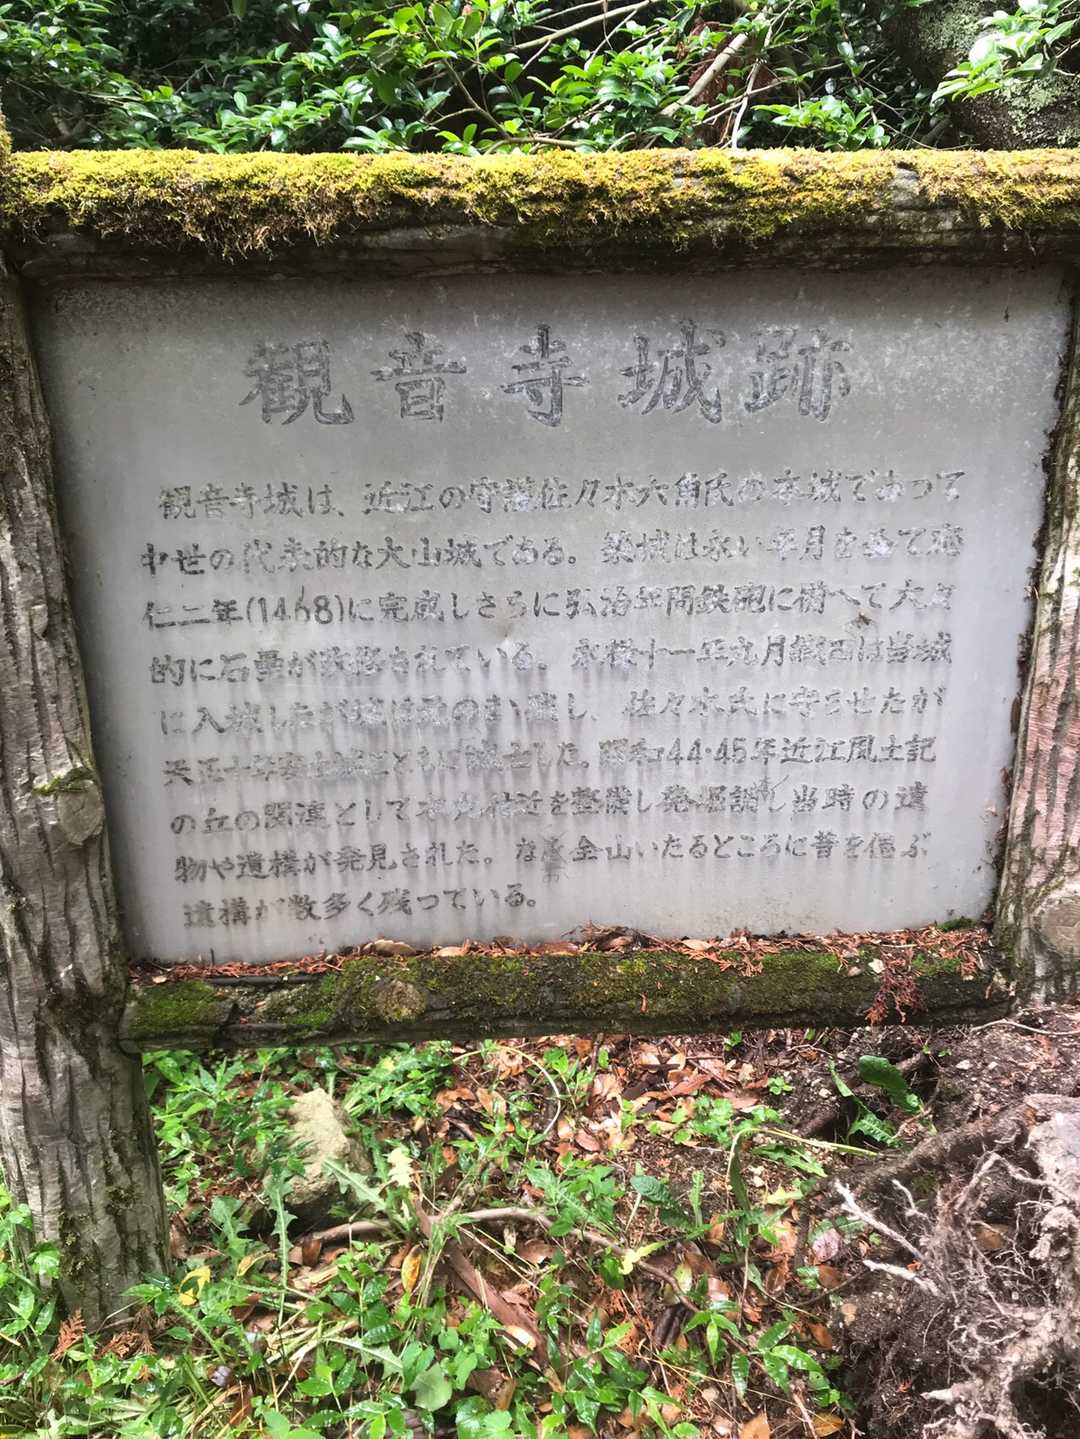 観音寺城跡
観音寺城は、近江の守護佐々木六角氏の本城であって
中世の代表的な大山城である。築城は永い年月を全て応
仁二年(1468)に完成しさらに弘治年間鉄砲に備へて大々
的に石塁が改修されている。永禄十一年九月織田は当城
に入城したが城はそのまゝ残し、佐々木氏に守らせたが
天正十年安土城とともに滅亡した。昭和44・45年近江風土記
の丘の関連として本丸付近を整備し発掘調し当時の遺
物や遺構が発見された。なお全山いたるところに昔を偲ぶ
遺構が数多く残っている。